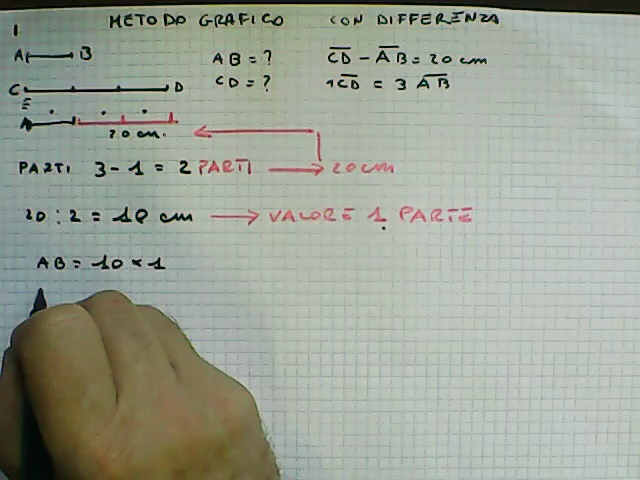 1 METODO GRAFICO CON DIFFERENZA
A B AB = ? CD - AB = 20 cm
C D CD = ? 1CD = 3 AB
E
A 20 cm.
PARTI 3 - 1 = 2 PARTI 20 cm
20 : 2 = 10 cm VALORE 1 PARTE
AB = 10 × 1